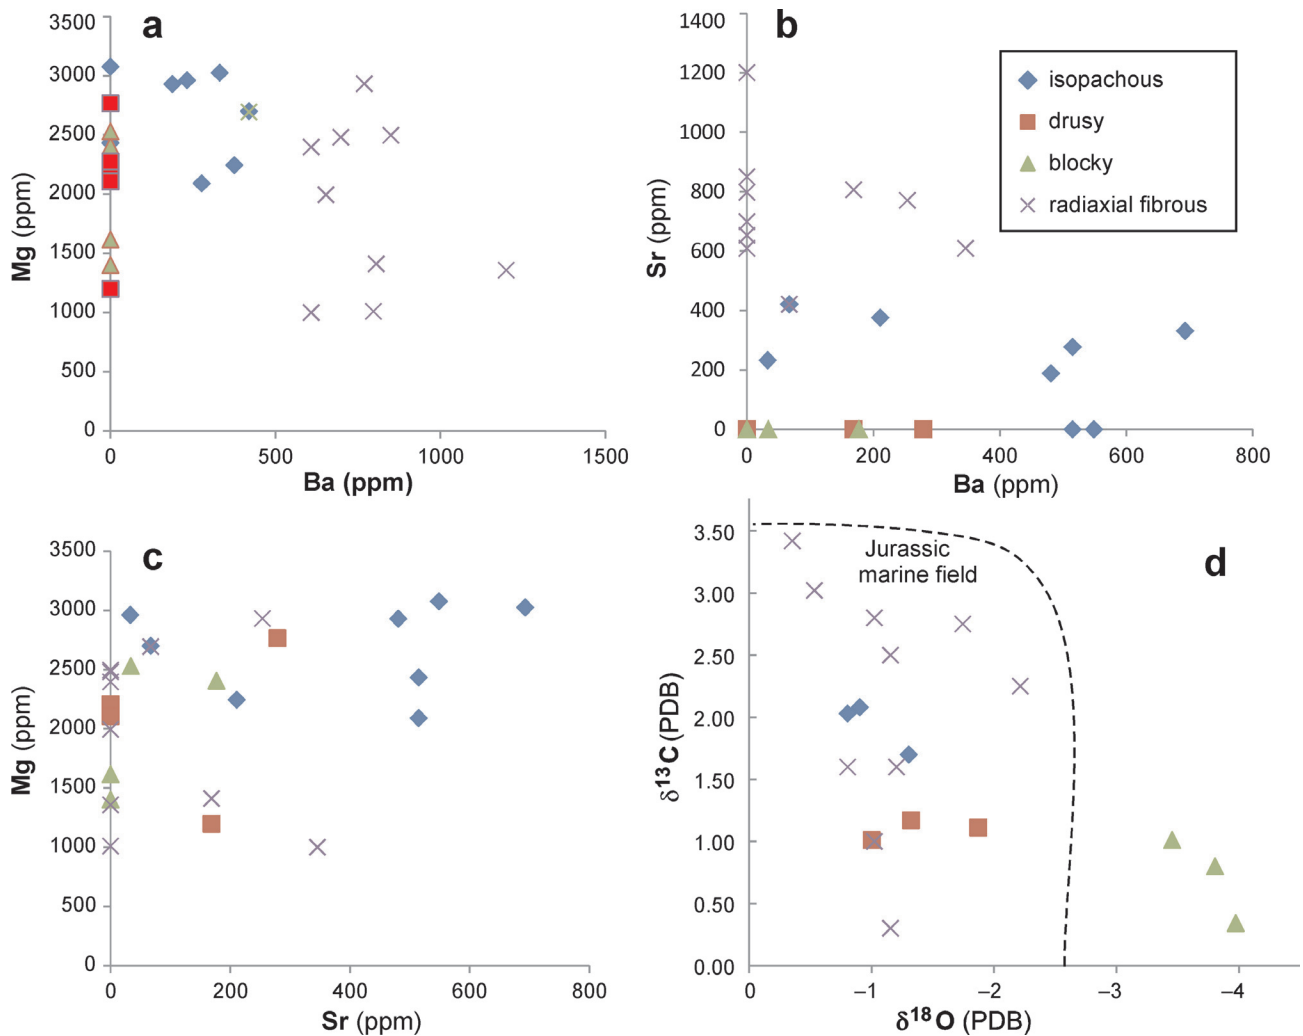 a
3500
3000
2500
2000
1500
1000
500
0
Mg (ppm)
0
500
1000
1500
Ba (ppm)
b
1400
1200
1000
800
600
400
200
0
Sr (ppm)
0
200
400
600
800
Ba (ppm)
isopachous
drusy
blocky
radiaxial fibrous
c
3500
3000
2500
2000
1500
1000
500
0
Mg (ppm)
0
200
400
600
800
Sr (ppm)
d
Jurassic
marine field
3.50
3.00
2.50
2.00
1.50
1.00
0.50
0.00
δ¹³C (PDB)
0
–1
–2
–3
–4
δ¹⁸O (PDB)